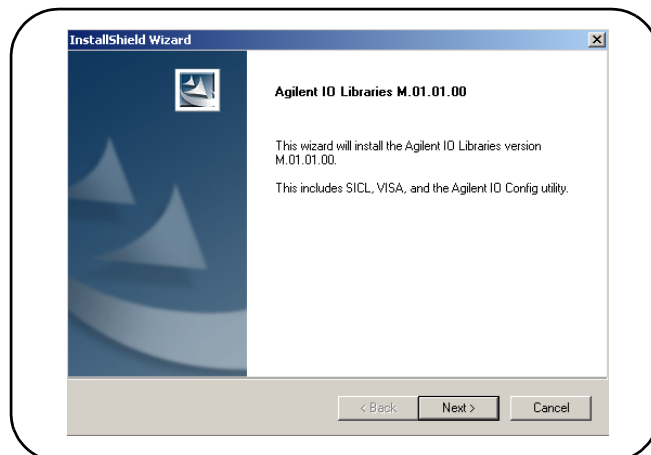 InstallShield Wizard
Agilent IO Libraries M.01.01.00
This wizard will install the Agilent IO Libraries version
M.01.01.00.
This includes SICL, VISA, and the Agilent IO Config utility.
< Back
Next >
Cancel